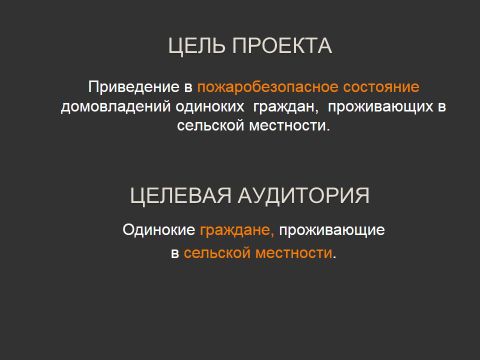 ЦЕЛЬ ПРОЕКТА
Приведение в пожаробезопасное состояние
домовладений одиноких граждан, проживающих в
сельской местности.
ЦЕЛЕВАЯ АУДИТОРИЯ
Одинокие граждане, проживающие
в сельской местности.